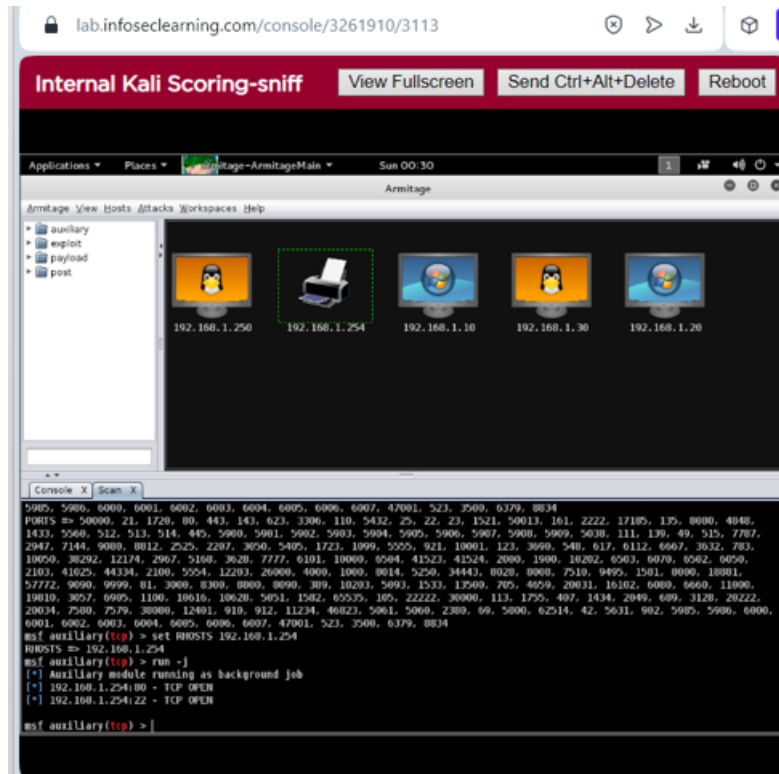 lab.infoseclearning.com/console/3261910/3113
Internal Kali Scoring-sniff View Fullscreen Send Ctrl+Alt+Delete Reboot
Applications Places Armitage-ArmitageMain Sun 00:30 1
Armitage
Armitage View Hosts Attacks Workspaces Help
auxiliary
exploit
payload
post
192.168.1.250 192.168.1.254 192.168.1.10 192.168.1.30 192.168.1.20
Console X Scan X
5985, 5986, 6000, 6001, 6002, 6003, 6004, 6005, 6006, 6007, 47001, 523, 3500, 6379, 8834
PORTS => 50000, 21, 1720, 80, 443, 143, 623, 3306, 110, 5432, 25, 22, 23, 1521, 50013, 161, 2222, 17185, 135, 8080, 4848,
1433, 5560, 512, 513, 514, 445, 5900, 5901, 5902, 5903, 5904, 5905, 5906, 5907, 5908, 5909, 5038, 111, 139, 49, 515, 7787,
2947, 7144, 9080, 8812, 2525, 2207, 3050, 5405, 1723, 1099, 5555, 921, 10001, 123, 3690, 548, 617, 6112, 6667, 3632, 783,
10050, 38292, 12174, 2967, 5168, 3628, 7777, 6101, 10000, 6504, 41523, 41524, 2000, 1900, 10202, 6503, 6070, 6502, 6050,
2103, 41025, 44334, 2100, 5554, 12203, 26000, 4000, 1000, 8014, 5250, 34443, 8028, 8008, 7510, 9495, 1581, 8000, 18881,
57772, 9090, 9999, 81, 3000, 8300, 8800, 8090, 389, 10203, 5093, 1533, 13500, 705, 4659, 20031, 16102, 6080, 6660, 11000,
19810, 3057, 6905, 1100, 10616, 10628, 5051, 1582, 65535, 105, 22222, 30000, 113, 1755, 407, 1434, 2049, 689, 3128, 20222,
20034, 7580, 7579, 38080, 12401, 910, 912, 11234, 46823, 5061, 5060, 2380, 69, 5800, 62514, 42, 5631, 902, 5985, 5986, 6000,
6001, 6002, 6003, 6004, 6005, 6006, 6007, 47001, 523, 3500, 6379, 8834
msf auxiliary(tcp) > set RHOSTS 192.168.1.254
RHOSTS => 192.168.1.254
msf auxiliary(tcp) > run -j
[*] Auxiliary module running as background job
[*] 192.168.1.254:80 - TCP OPEN
[*] 192.168.1.254:22 - TCP OPEN
msf auxiliary(tcp) >